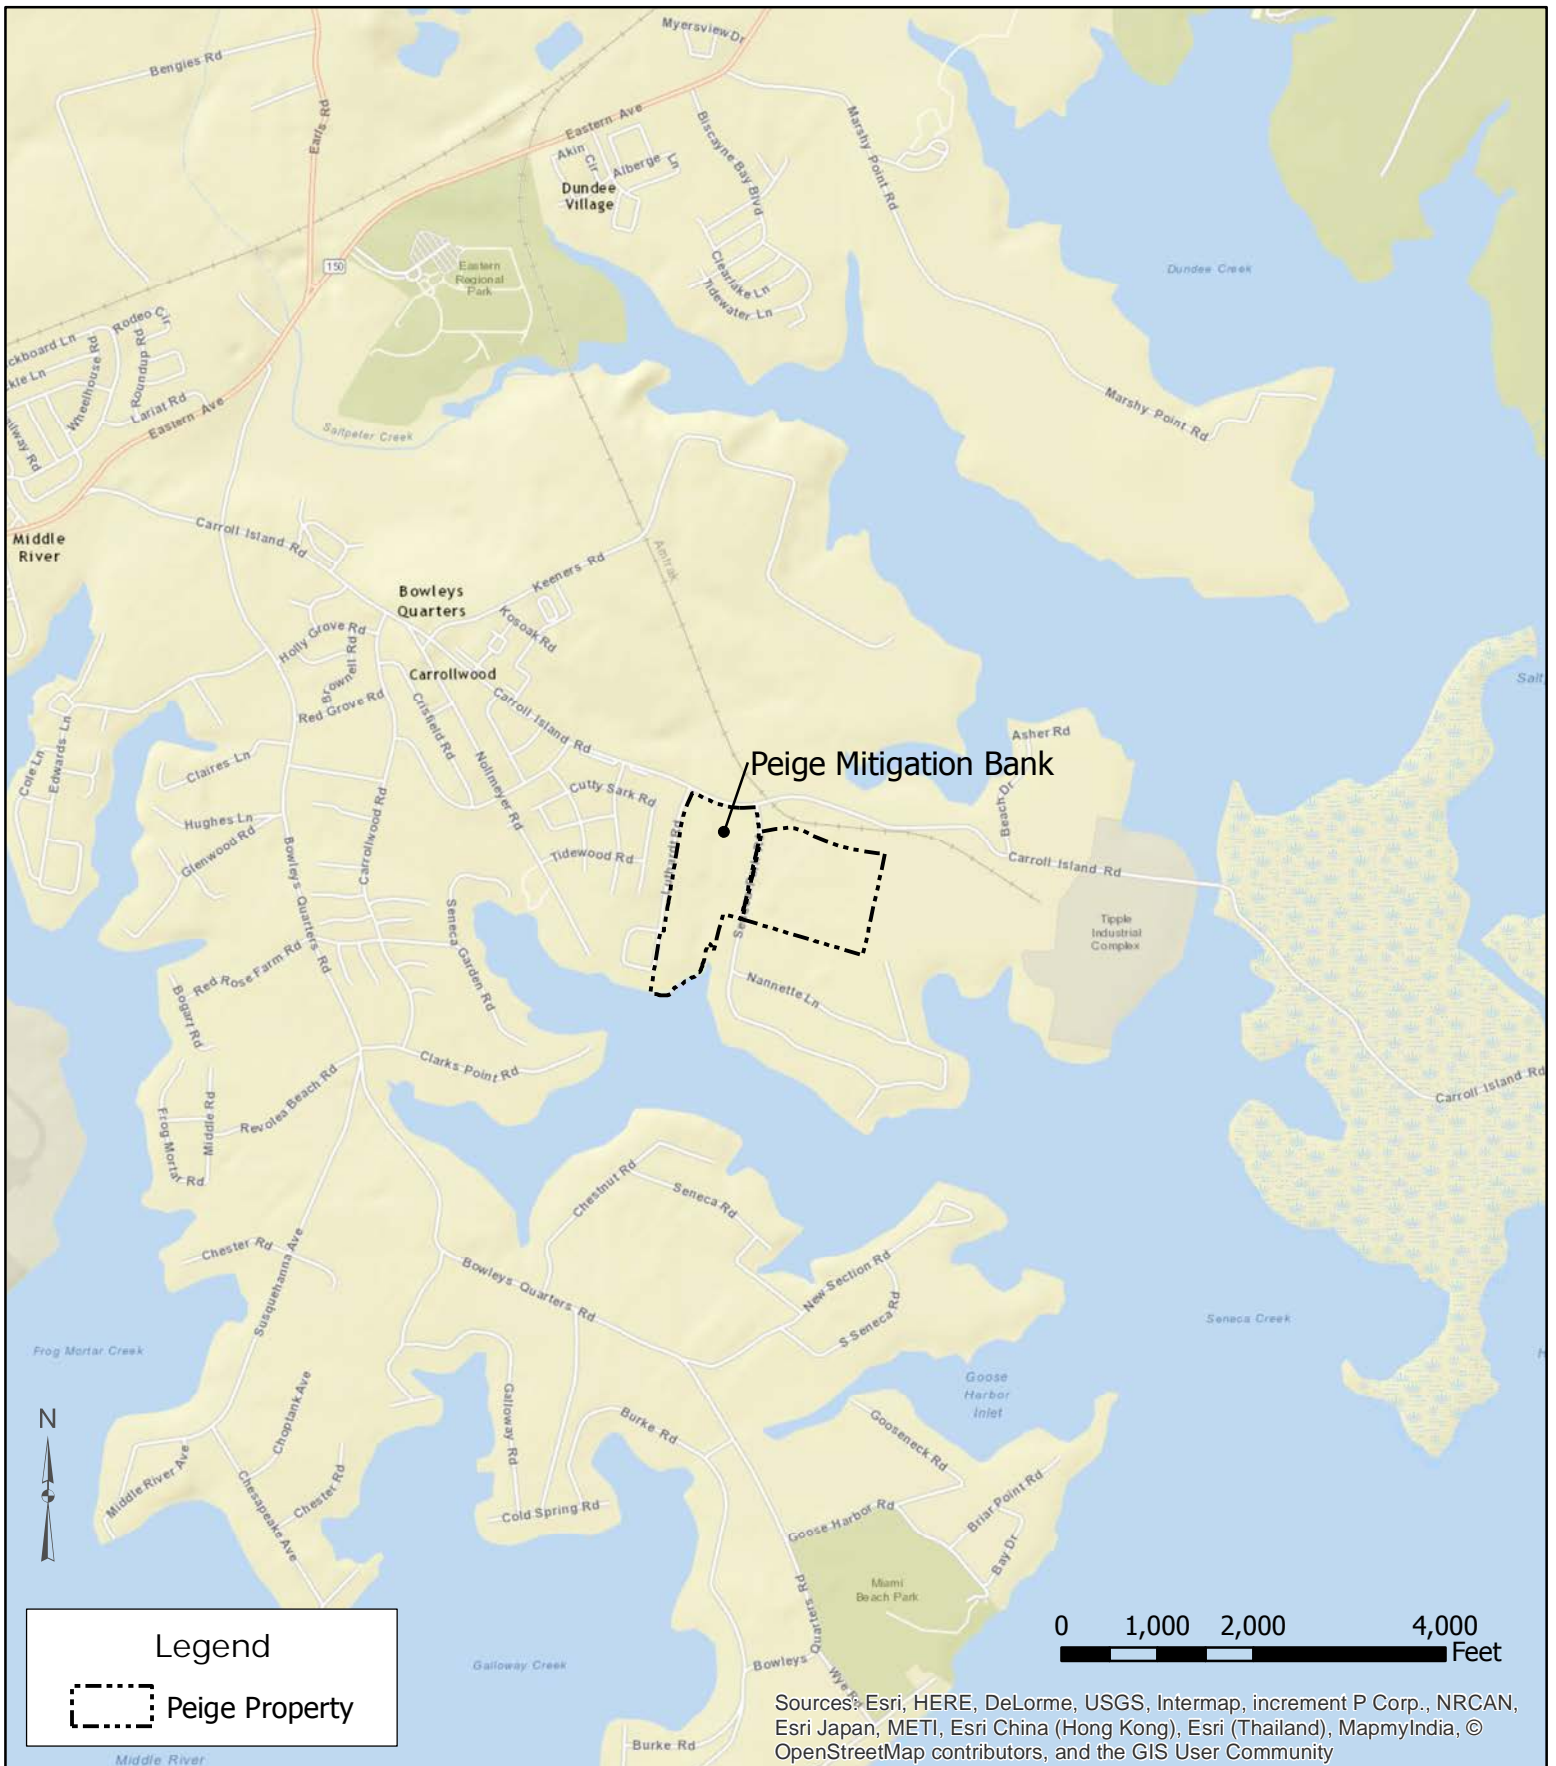 Myersview Dr
Bengies Rd
Earls Rd
Eastern Ave
Akin
Cir
Alberge Ln
Biscayne Bay Blvd
Marshy Point Rd
Dundee
Village
150
Eastern
Regional
Park
Clearlake Ln
Tidewater Ln
Dundee Creek
Rodeo Cir
ckboard Ln
kle Ln
Wheelhouse Rd
Roundup Rd
Lariat Rd
Eastern Ave
ailway Rd
Saltpeter Creek
Marshy Point Rd
Middle
River
Carroll Island Rd
Amtrak
Bowleys
Quarters
Keeners Rd
Kosoak Rd
Holly Grove Rd
Brownell Rd
Carrollwood
Red Grove Rd
Crisfield Rd
Carroll Island Rd
Salt
Cole Ln
Edwards Ln
Claires Ln
Nollmeyer Rd
Asher Rd
Peige Mitigation Bank
Cutty Sark Rd
Beach Dr
Hughes Ln
Glenwood Rd
Carrollwood Rd
Tidewood Rd
Luthardt Rd
Carroll Island Rd
Bowleys Quarters Rd
Seneca Garden Rd
Se
Tipple
Industrial
Complex
Red Rose Farm Rd
Bogart Rd
Nannette Ln
Clarks Point Rd
Revolea Beach Rd
Middle Rd
Frog Mortar Rd
Carroll Island Rd
Chestnut Rd
Seneca Rd
Chester Rd
Susquehanna Ave
Bowleys Quarters Rd
New Section Rd
S Seneca Rd
Seneca Creek
Frog Mortar Creek
H
Goose
Harbor
Inlet
Choptank Ave
Galloway Rd
Burke Rd
Gooseneck Rd
N
Middle River Ave
Chesapeake Ave
Chester Rd
Cold Spring Rd
Goose Harbor Rd
Briar Point Rd
Bay Dr
Miami
Beach Park
Bowleys Quarters Rd
Wye Rd
Galloway Creek
Burke Rd
Middle River
Legend
Peige Property
0 1,000 2,000 4,000
Feet
Sources: Esri, HERE, DeLorme, USGS, Intermap, increment P Corp., NRCAN,
Esri Japan, METI, Esri China (Hong Kong), Esri (Thailand), MapmyIndia, ©
OpenStreetMap contributors, and the GIS User Community